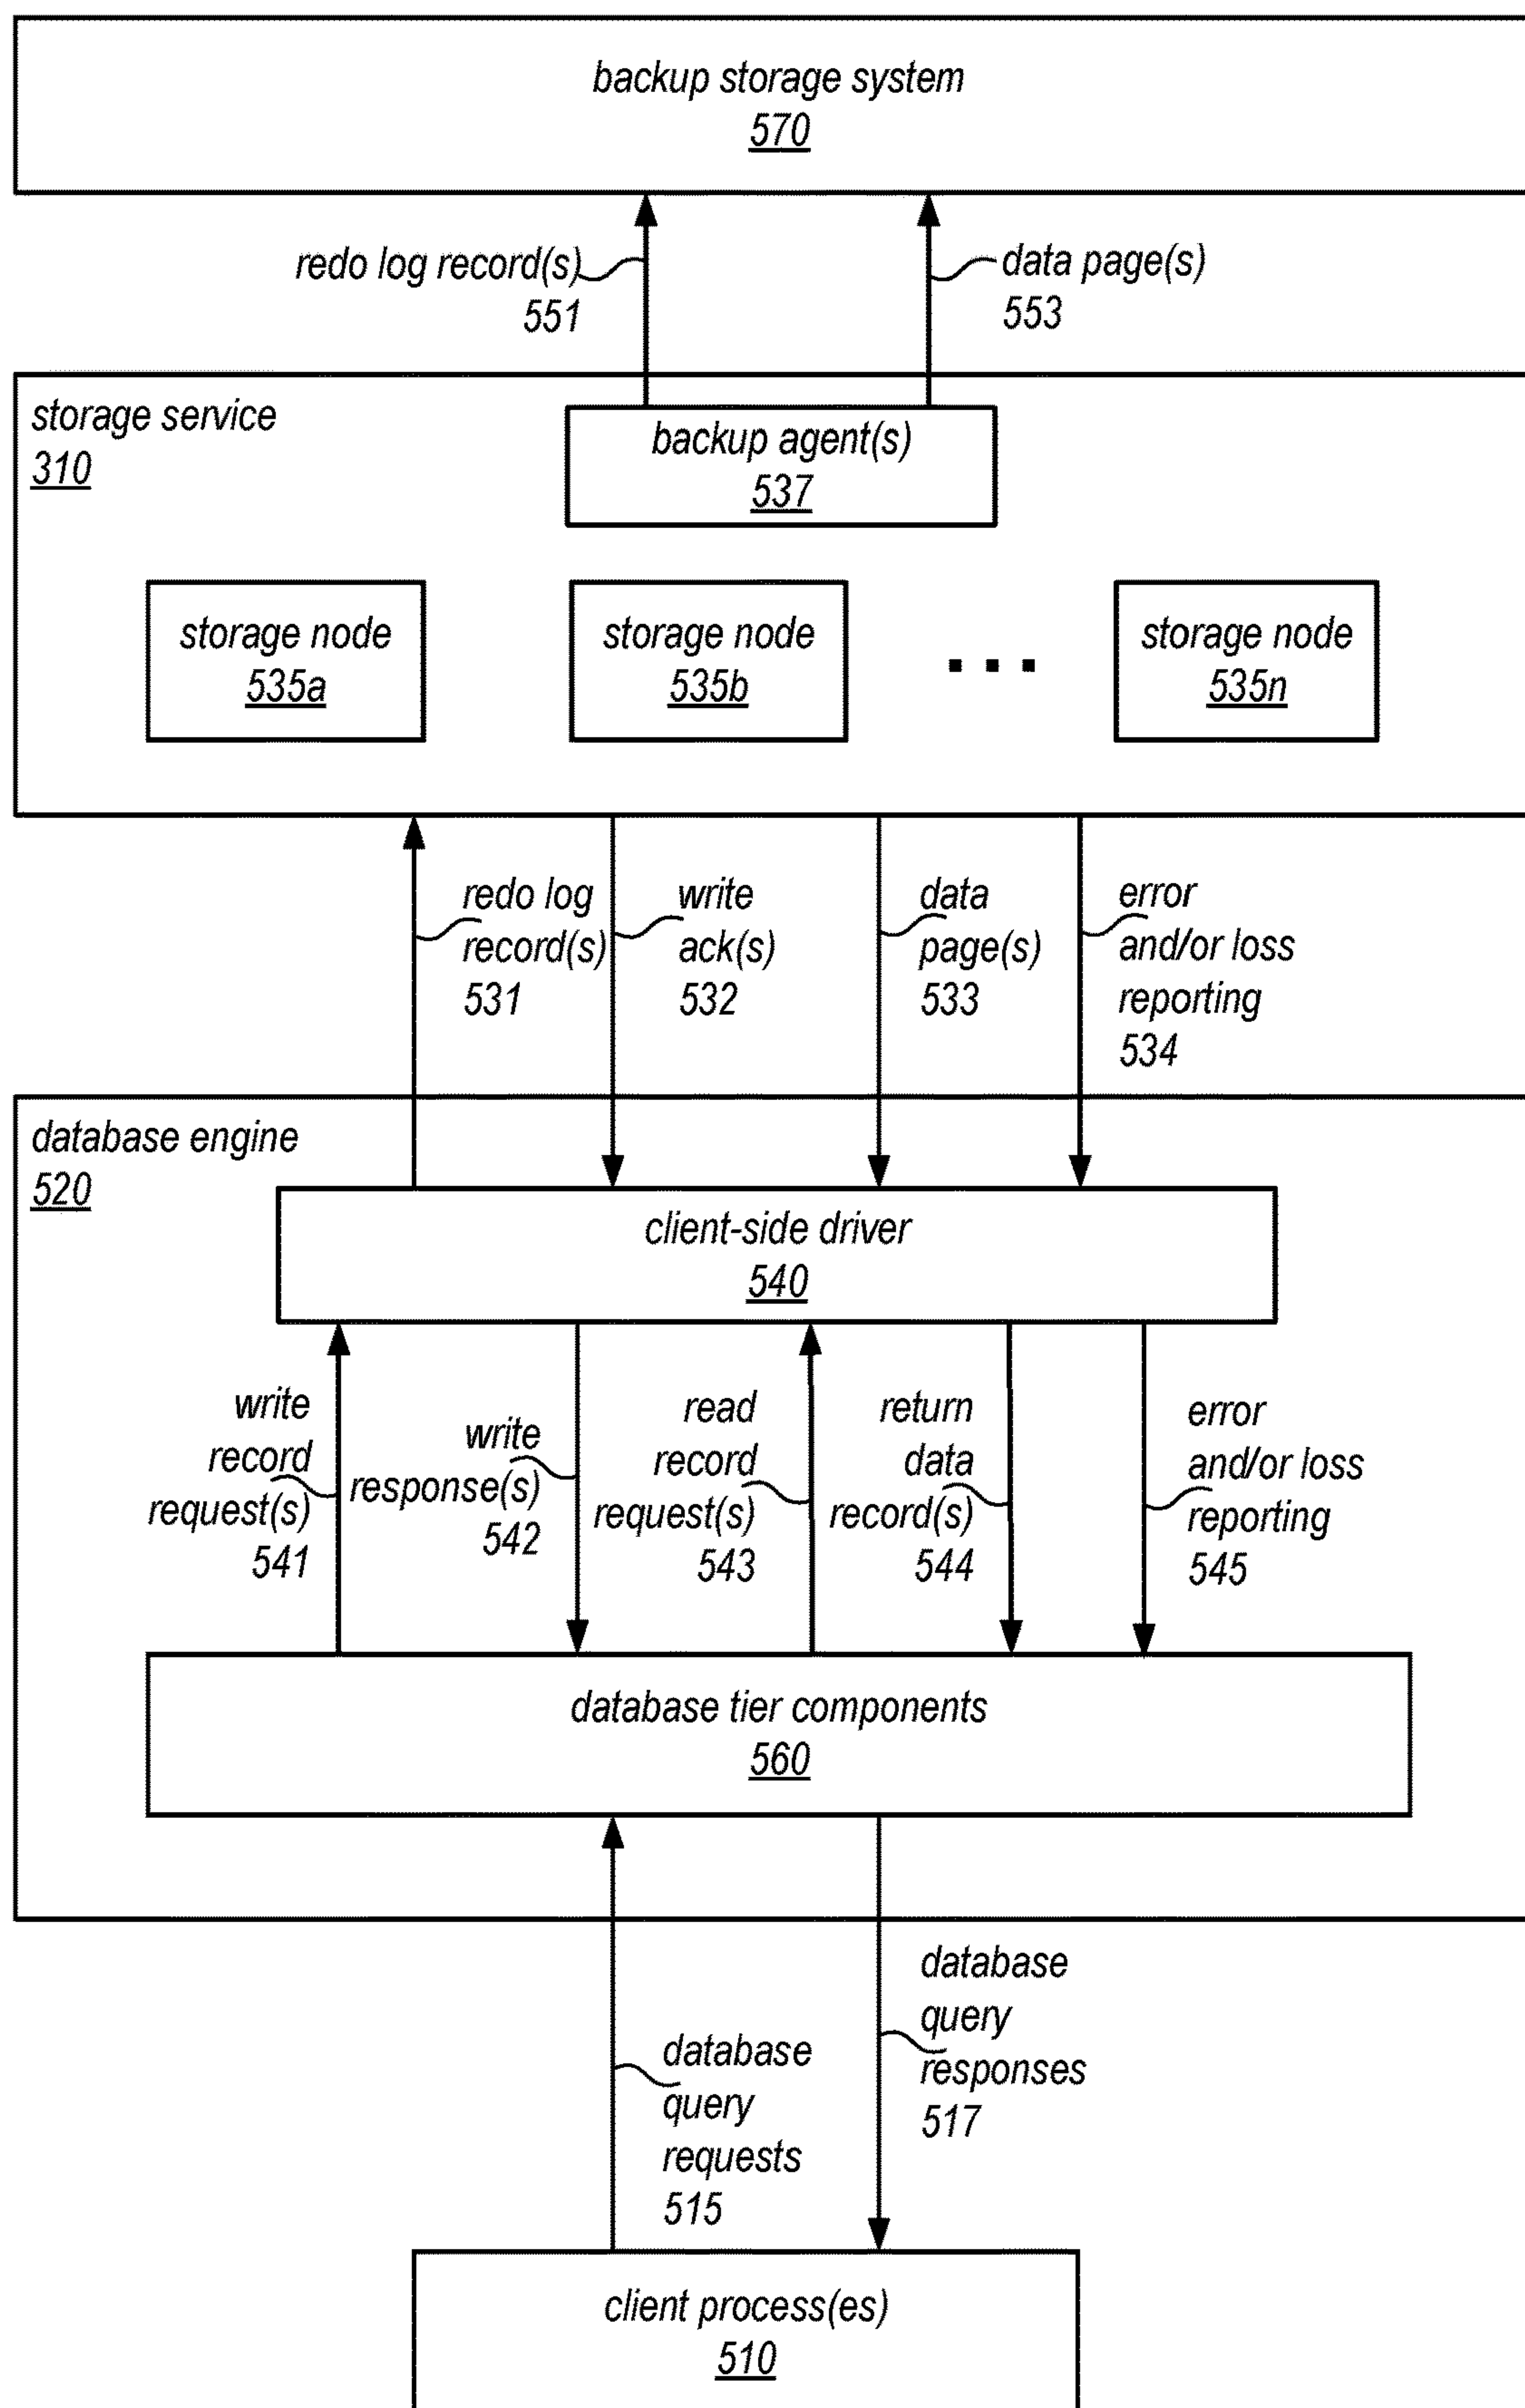 backup storage system
570
redo log record(s)
551
data page(s)
553
storage service
310
backup agent(s)
537
storage node
535a
storage node
535b
storage node
535n
redo log
record(s)
531
write
ack(s)
532
data
page(s)
533
error
and/or loss
reporting
534
database engine
520
client-side driver
540
write
record
request(s)
541
write
response(s)
542
read
record
request(s)
543
return
data
record(s)
544
error
and/or loss
reporting
545
database tier components
560
database
query
requests
515
database
query
responses
517
client process(es)
510